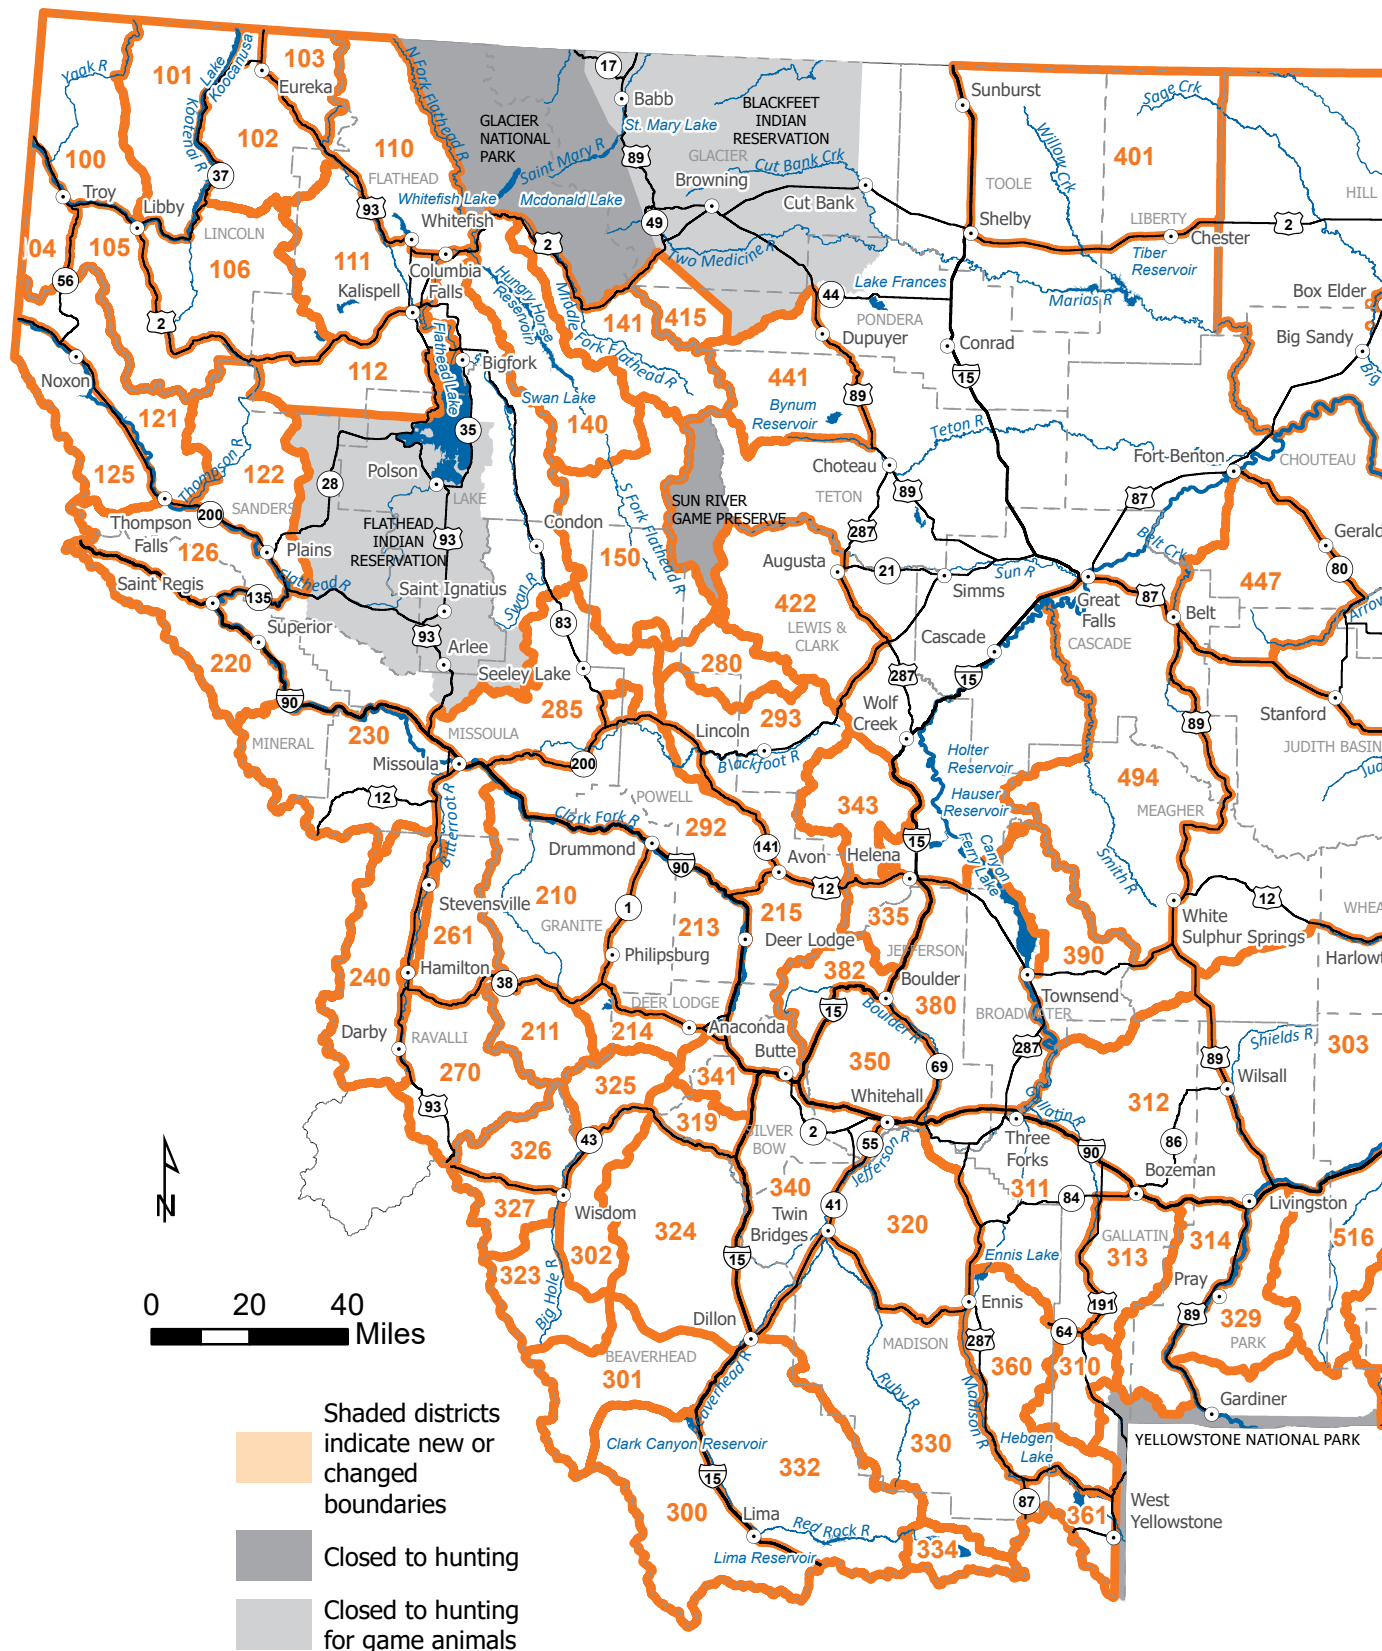 101
103
Lake
Koocanusa
Eureka
Yaak R
102
Kootenai R
37
100
Troy
Libby
LINCOLN
04
105
106
56
2
Noxon
110
FLATHEAD
93
Whitefish Lake
Whitefish
111
Kalispell
Columbia
Falls
N Fork Flathead R
GLACIER
NATIONAL
PARK
Saint Mary R
Mcdonald Lake
2
17
Babb
St. Mary Lake
89
BLACKFEET
INDIAN
RESERVATION
GLACIER
Cut Bank Crk
Browning
Cut Bank
49
Two Medicine R
Sunburst
Sage Crk
Willow Crk
401
TOOLE
HILL
Shelby
LIBERTY
Chester
2
Tiber
Reservoir
Marias R
Box Elder
Big Sandy
Big
Hungry Horse
Reservoir
Middle
Fork Flathead R
141
415
44
Lake Frances
PONDERA
Dupuyer
Conrad
15
112
Flathead Lake
Bigfork
Swan Lake
140
441
Bynum
Reservoir
89
Teton R
121
125
Thompson R
122
SANDERS
200
Thompson
Falls
126
Plains
28
Polson
35
LAKE
FLATHEAD
INDIAN
RESERVATION
93
S Fork Flathead R
SUN RIVER
GAME PRESERVE
Choteau
TETON
89
287
Fort-Benton
CHOUTEAU
87
Belt Crk
Gerald
80
447
Arrow
Condon
150
Augusta
21
Simms
Sun R
Great
Falls
87
Belt
Saint Regis
135
Flathead R
Saint Ignatius
Swan R
Superior
93
Arlee
83
220
90
Seeley Lake
280
422
LEWIS &
CLARK
Cascade
CASCADE
287
15
Wolf
Creek
Stanford
89
JUDITH BASIN
Jud
MINERAL
230
MISSOULA
285
293
Lincoln
Missoula
200
Blackfoot R
Holter
Reservoir
Hauser
Reservoir
12
POWELL
Clark Fork R
292
343
494
MEAGHER
Bitterroot R
Drummond
90
141
Avon
Helena
15
12
Canyon
Ferry Lake
Smith R
Stevensville
210
GRANITE
1
213
215
335
White
Sulphur Springs
12
WHEA
261
Philipsburg
Deer Lodge
JEFFERSON
390
Harlowt
240
Hamilton
38
382
Boulder
380
Townsend
BROADWATER
DEER LODGE
Anaconda
15
Boulder R
Darby
RAVALLI
211
214
Butte
350
69
287
Shields R
303
89
Wilsall
270
93
325
341
Whitehall
Gallatin R
312
326
43
319
SILVER
BOW
2
55
Jefferson R
Three
Forks
90
86
Bozeman
N
327
Wisdom
324
340
Twin
Bridges
41
320
311
84
Livingston
323
302
Big Hole R
15
GALLATIN
313
314
516
Ennis Lake
Pray
0 20 40
Miles
Dillon
Ennis
191
89
329
PARK
BEAVERHEAD
301
MADISON
287
64
360
310
Beaverhead R
Ruby R
Madison R
Gardiner
Clark Canyon Reservoir
15
332
330
Hebgen
Lake
YELLOWSTONE NATIONAL PARK
300
Lima
Red Rock R
Lima Reservoir
334
87
361
West
Yellowstone
Shaded districts
indicate new or
changed
boundaries
Closed to hunting
Closed to hunting
for game animals